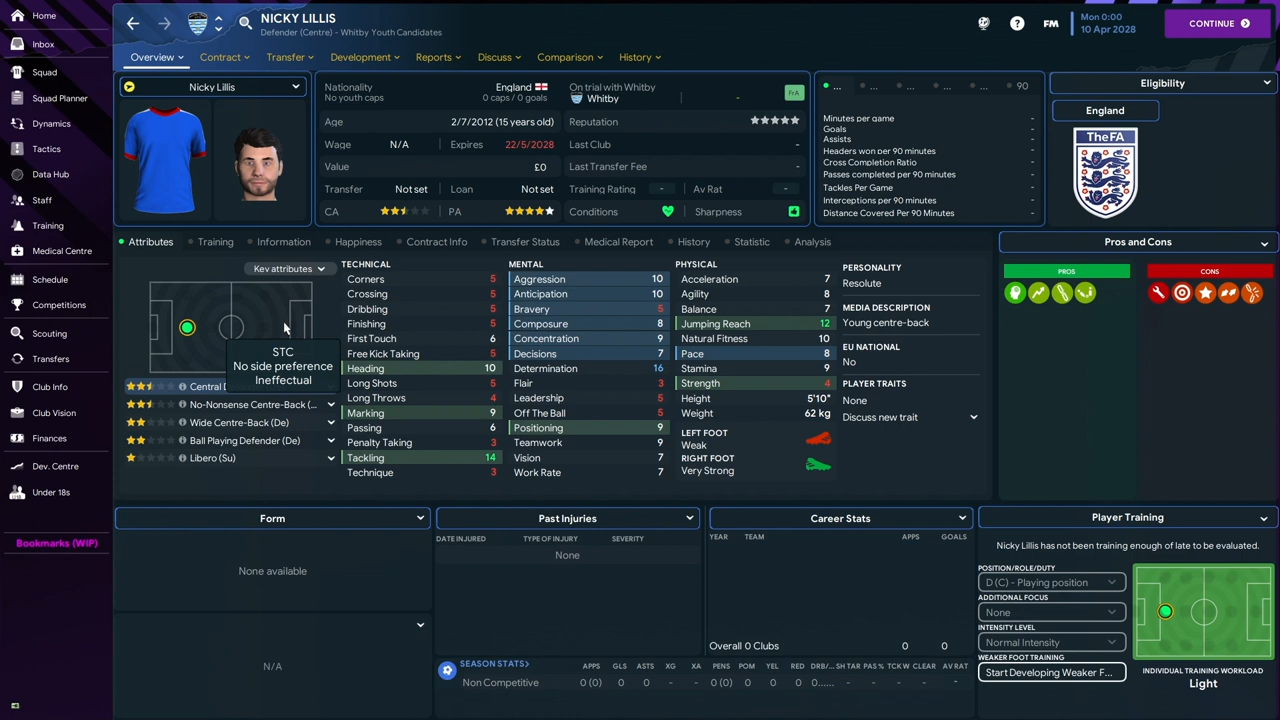 Home
Inbox
Squad
Squad Planner
Dynamics
Tactics
Data Hub
Staff
Training
Medical Centre
Schedule
Competitions
Scouting
Transfers
Club Info
Club Vision
Finances
Dev. Centre
Under 18s
Bookmarks (WIP)
NICKY LILLIS
Defender (Centre) - Whitby Youth Candidates
FM
Mon 0:00
10 Apr 2028
CONTINUE
Overview
Contract
Transfer
Development
Reports
Discuss
Comparison
History
Nicky Lillis
Nationality England
No youth caps 0 caps / 0 goals
Age 2/7/2012 (15 years old)
Wage N/A Expires 22/5/2028
Value £0
Transfer Not set Loan Not set
CA PA
On trial with Whitby
Whitby - FrA
Reputation
Last Club -
Last Transfer Fee -
Training Rating - Av Rat -
Conditions Sharpness
... ... ... ... ... 90
Minutes per game -
Goals -
Assists -
Headers won per 90 minutes -
Cross Completion Ratio -
Passes completed per 90 minutes -
Tackles Per Game -
Interceptions per 90 minutes -
Distance Covered Per 90 Minutes -
Eligibility
England
The FA
Attributes
Training
Information
Happiness
Contract Info
Transfer Status
Medical Report
History
Statistic
Analysis
Key attributes
STC
No side preference
Ineffectual
Central D
No-Nonsense Centre-Back (...
Wide Centre-Back (De)
Ball Playing Defender (De)
Libero (Su)
TECHNICAL
Corners 5
Crossing 5
Dribbling 5
Finishing 5
First Touch 6
Free Kick Taking 5
Heading 10
Long Shots 5
Long Throws 4
Marking 9
Passing 6
Penalty Taking 3
Tackling 14
Technique 3
MENTAL
Aggression 10
Anticipation 10
Bravery 5
Composure 8
Concentration 9
Decisions 7
Determination 16
Flair 3
Leadership 5
Off The Ball 5
Positioning 9
Teamwork 9
Vision 7
Work Rate 7
PHYSICAL
Acceleration 7
Agility 8
Balance 7
Jumping Reach 12
Natural Fitness 10
Pace 8
Stamina 9
Strength 4
Height 5'10"
Weight 62 kg
LEFT FOOT
Weak
RIGHT FOOT
Very Strong
PERSONALITY
Resolute
MEDIA DESCRIPTION
Young centre-back
EU NATIONAL
No
PLAYER TRAITS
None
Discuss new trait
Pros and Cons
PROS
CONS
Form
None available
N/A
Past Injuries
DATE INJURED TYPE OF INJURY SEVERITY
None
Career Stats
YEAR TEAM APPS GOALS
Overall 0 Clubs 0 0
SEASON STATS> APPS GLS ASTS XG XA PENS POM YEL RED DRB/... SH TAR PAS % TCK W CLEAR AV RAT
Non Competitive 0 (0) 0 0 - - 0 (0) 0 0 0 0...... - - - - -
Player Training
Nicky Lillis has not been training enough of late to be evaluated.
POSITION/ROLE/DUTY
D (C) - Playing position
ADDITIONAL FOCUS
None
INTENSITY LEVEL
Normal Intensity
WEAKER FOOT TRAINING
Start Developing Weaker F...
INDIVIDUAL TRAINING WORKLOAD
Light